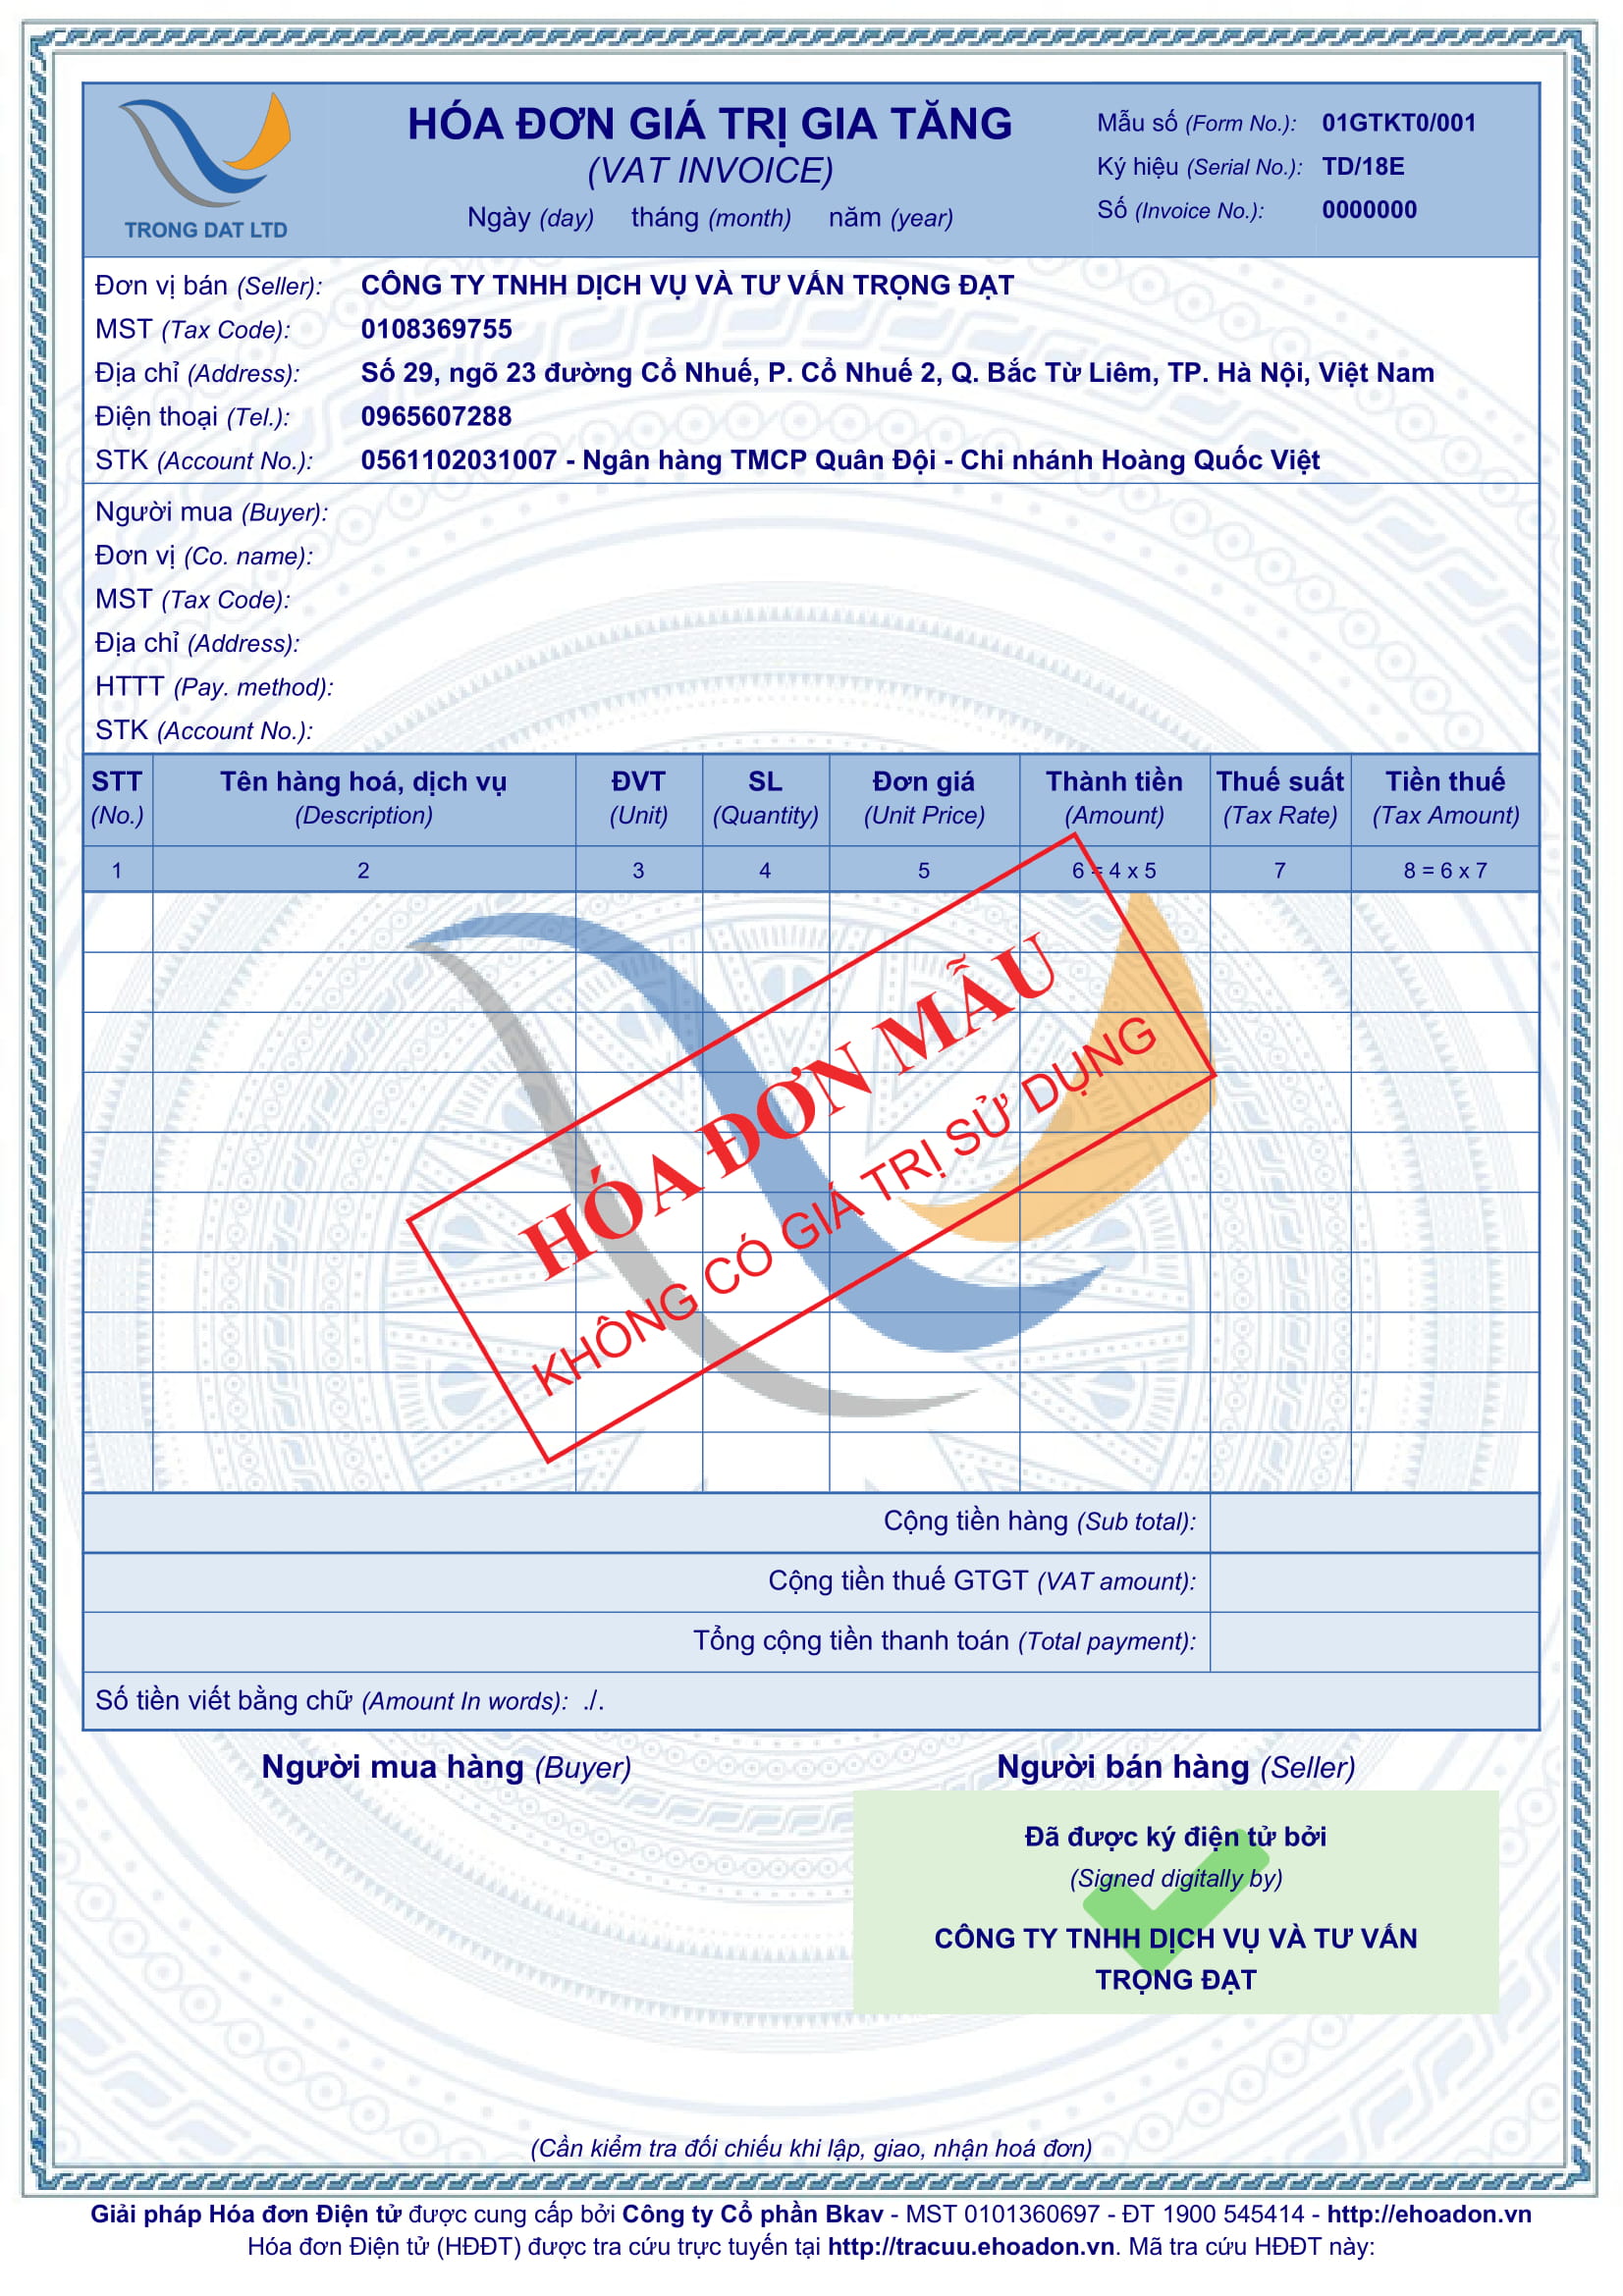 TRONG DAT LTD
HÓA ĐƠN GIÁ TRỊ GIA TĂNG
(VAT INVOICE)
Ngày (day) tháng (month) năm (year)
Mẫu số (Form No.): 01GTKT0/001
Ký hiệu (Serial No.): TD/18E
Số (Invoice No.): 0000000
Đơn vị bán (Seller): CÔNG TY TNHH DỊCH VỤ VÀ TƯ VẤN TRỌNG ĐẠT
MST (Tax Code): 0108369755
Địa chỉ (Address): Số 29, ngõ 23 đường Cổ Nhuế, P. Cổ Nhuế 2, Q. Bắc Từ Liêm, TP. Hà Nội, Việt Nam
Điện thoại (Tel.): 0965607288
STK (Account No.): 0561102031007 - Ngân hàng TMCP Quân Đội - Chi nhánh Hoàng Quốc Việt
Người mua (Buyer):
Đơn vị (Co. name):
MST (Tax Code):
Địa chỉ (Address):
HTTT (Pay. method):
STK (Account No.):
STT Tên hàng hoá, dịch vụ ĐVT SL Đơn giá Thành tiền Thuế suất Tiền thuế
(No.) (Description) (Unit) (Quantity) (Unit Price) (Amount) (Tax Rate) (Tax Amount)
1 2 3 4 5 6 = 4 x 5 7 8 = 6 x 7
HÓA ĐƠN MẪU
KHÔNG CÓ GIÁ TRỊ SỬ DỤNG
Cộng tiền hàng (Sub total):
Cộng tiền thuế GTGT (VAT amount):
Tổng cộng tiền thanh toán (Total payment):
Số tiền viết bằng chữ (Amount In words): ./.
Người mua hàng (Buyer) Người bán hàng (Seller)
Đã được ký điện tử bởi
(Signed digitally by)
CÔNG TY TNHH DỊCH VỤ VÀ TƯ VẤN
TRỌNG ĐẠT
(Cần kiểm tra đối chiếu khi lập, giao, nhận hoá đơn)
Giải pháp Hóa đơn Điện tử được cung cấp bởi Công ty Cổ phần Bkav - MST 0101360697 - ĐT 1900 545414 - http://ehoadon.vn
Hóa đơn Điện tử (HĐĐT) được tra cứu trực tuyến tại http://tracuu.ehoadon.vn. Mã tra cứu HĐĐT này: